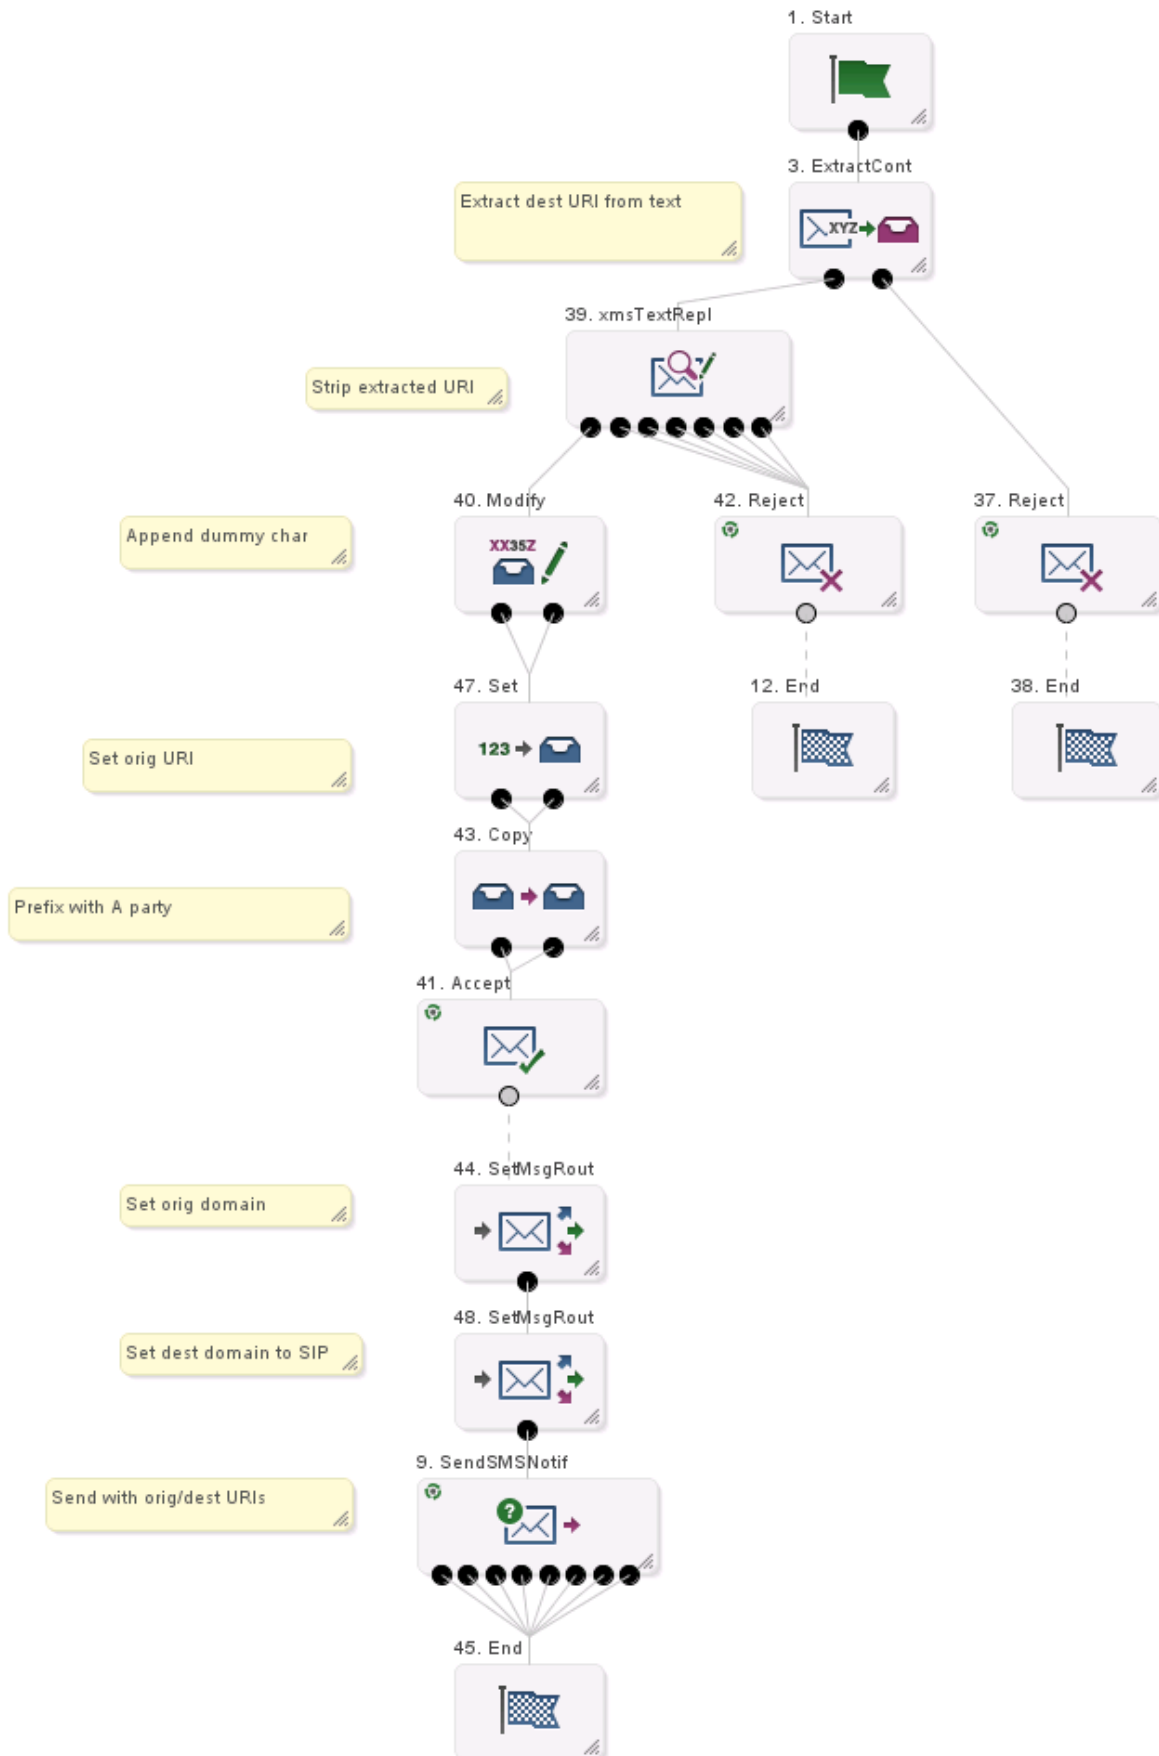 1. Start
3. ExtractCont
Extract dest URI from text
XYZ
39. xmsTextRepl
Strip extracted URI
40. Modify
42. Reject
37. Reject
Append dummy char
XX35Z
47. Set
12. End
38. End
Set orig URI
123
43. Copy
Prefix with A party
41. Accept
44. SetMsgRout
Set orig domain
48. SetMsgRout
Set dest domain to SIP
9. SendSMSNotif
Send with orig/dest URIs
?
45. End